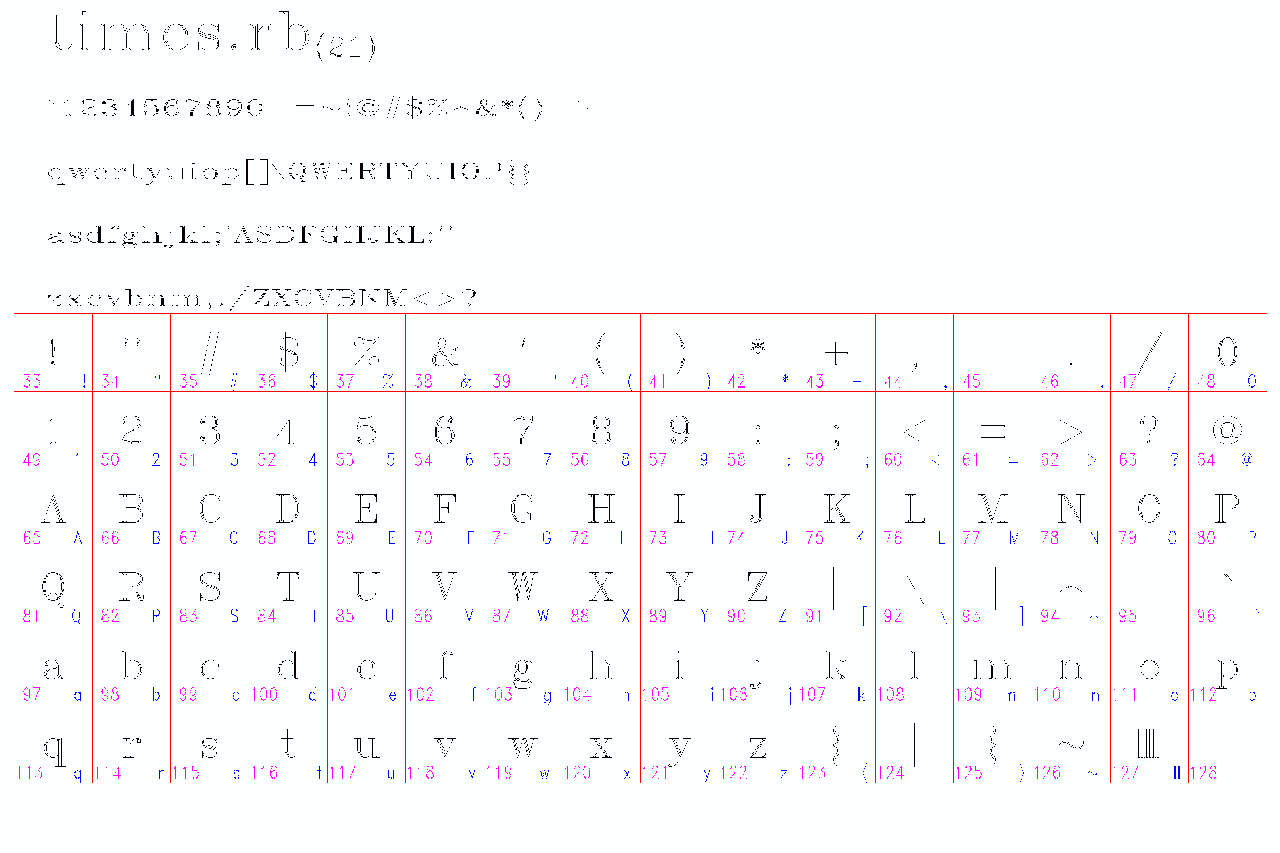 times.rb(21)
1234567890 =~!@#$%~&*()
qwertyuiop[]\QWERTYUIOP{}
asdfghjkl;'ASDFGHJKL:"
zxcvbnm,./ZXCVBNM<>?
! " # $ % & ' ( ) * + , . / 0
33 ! 34 " 35 # 36 $ 37 % 38 & 39 ' 40 ( 41 ) 42 * 43 44 , 45 46 . 47 / 48 0
1 2 3 4 5 6 7 8 9 : ; < = > ? @
49 50 2 51 3 52 4 53 5 54 6 55 7 56 8 57 9 58 : 59 ; 60 < 61 = 62 > 63 ? 64 @
A B C D E F G H I J K L M N O P
65 A 66 B 67 C 68 D 69 E 70 F 71 G 72 H 73 I 74 J 75 K 76 L 77 M 78 N 79 O 80 P
Q R S T U V W X Y Z \ `
81 Q 82 R 83 S 84 T 85 U 86 V 87 W 88 X 89 Y 90 Z 91 [ 92 \ 93 ] 94 95 96 `
a b c d e f g h i j k l m n o p
97 a 98 b 99 c 100 d 101 e 102 f 103 g 104 h 105 i 106 j 107 k 108 109 m 110 n 111 o 112 p
q r s t u v w x y z } | { ~
113 q 114 r 115 s 116 t 117 u 118 v 119 w 120 x 121 y 122 z 123 { 124 125 } 126 ~ 127 128